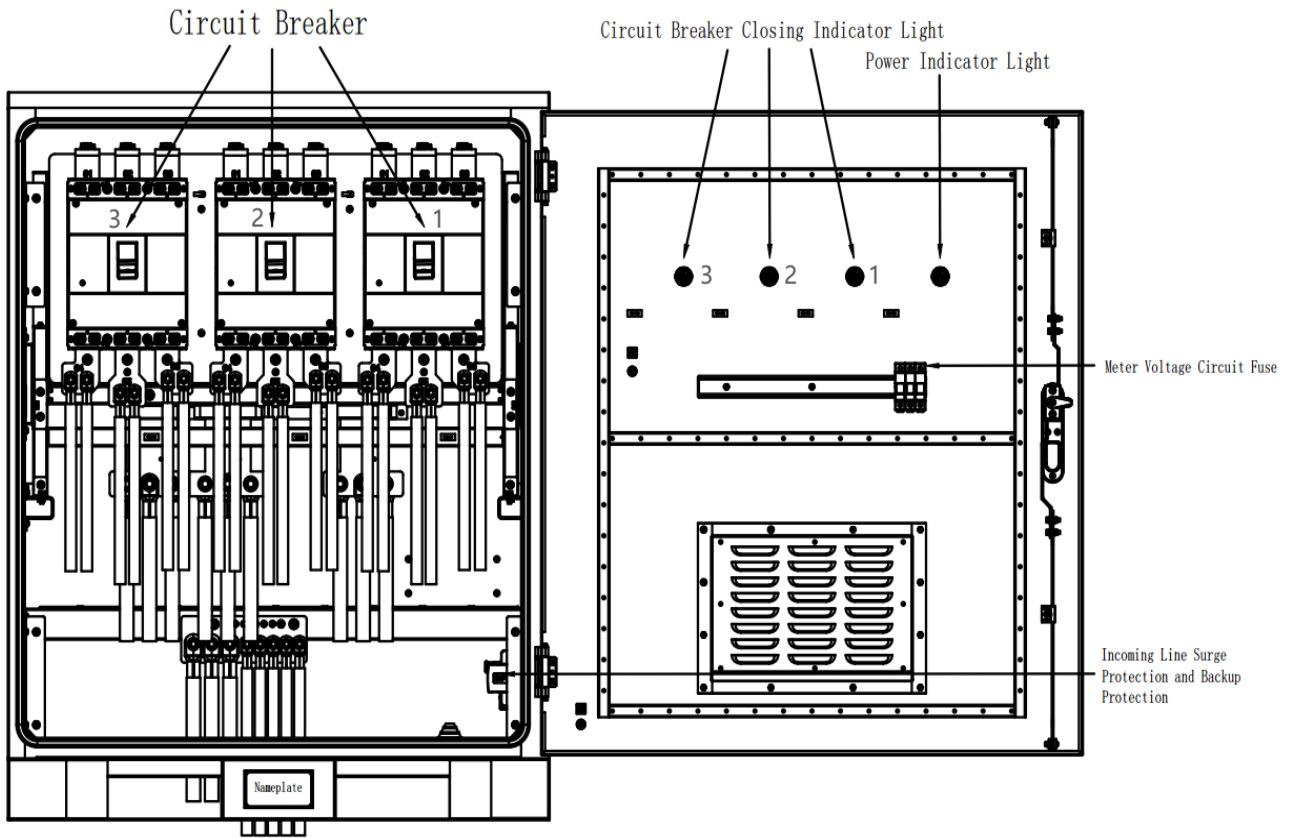 Circuit Breaker
Circuit Breaker Closing Indicator Light
Power Indicator Light
3
2
1
3
2
1
Meter Voltage Circuit Fuse
Incoming Line Surge
Protection and Backup
Protection
Nameplate